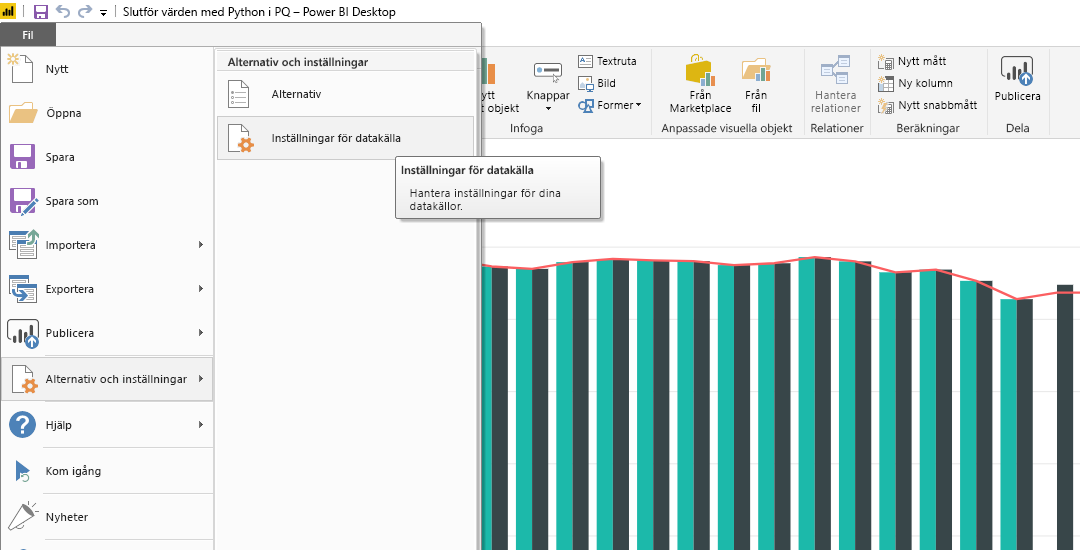 Slutför värden med Python i PQ – Power BI Desktop
Fil
Nytt
Öppna
Spara
Spara som
Importera
Exportera
Publicera
Alternativ och inställningar
Hjälp
Kom igång
Nyheter
Alternativ och inställningar
Alternativ
Inställningar för datakälla
Inställningar för datakälla
Hantera inställningar för dina
datakällor.
objekt
Knappar
Textruta
Bild
Former
Infoga
Från
Marketplace
Från
fil
Anpassade visuella objekt
Hantera
relationer
Relationer
Nytt mått
Ny kolumn
Nytt snabbmått
Beräkningar
Publicera
Dela